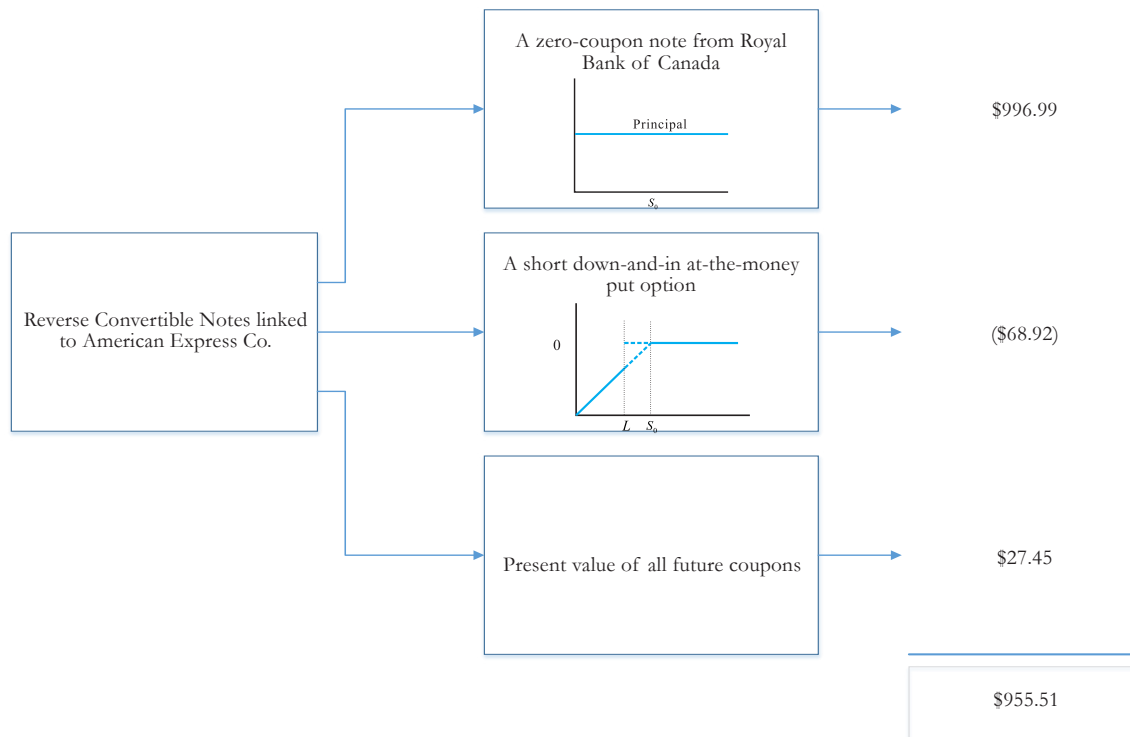 A zero-coupon note from Royal
Bank of Canada
Principal
S₀
$996.99
Reverse Convertible Notes linked
to American Express Co.
A short down-and-in at-the-money
put option
0
L S₀
($68.92)
Present value of all future coupons
$27.45
$955.51